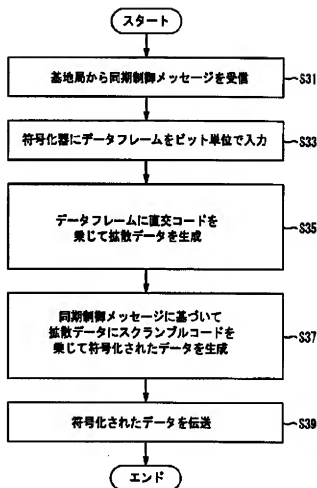 スタート
基地局から同期制御メッセージを受信
S31
符号化器にデータフレームをビット単位で入力
S33
データフレームに直交コードを
乗じて拡散データを生成
S35
同期制御メッセージに基づいて
拡散データにスクランブルコードを
乗じて符号化されたデータを生成
S37
符号化されたデータを伝送
S39
エンド